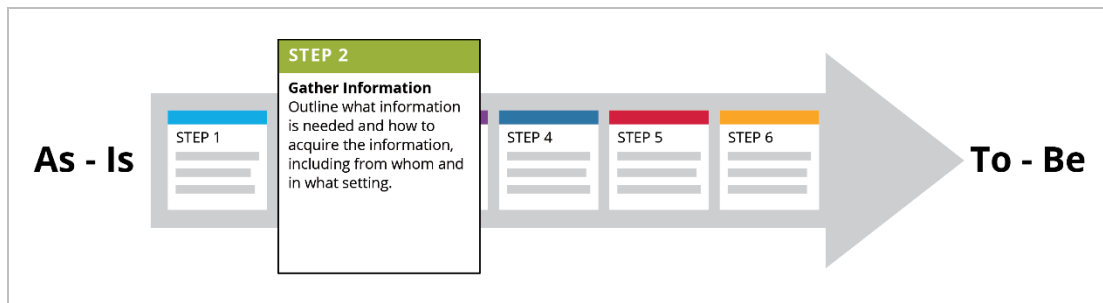 As - Is
STEP 1
STEP 2
Gather Information
Outline what information
is needed and how to
acquire the information,
including from whom and
in what setting.
STEP 4
STEP 5
STEP 6
To - Be